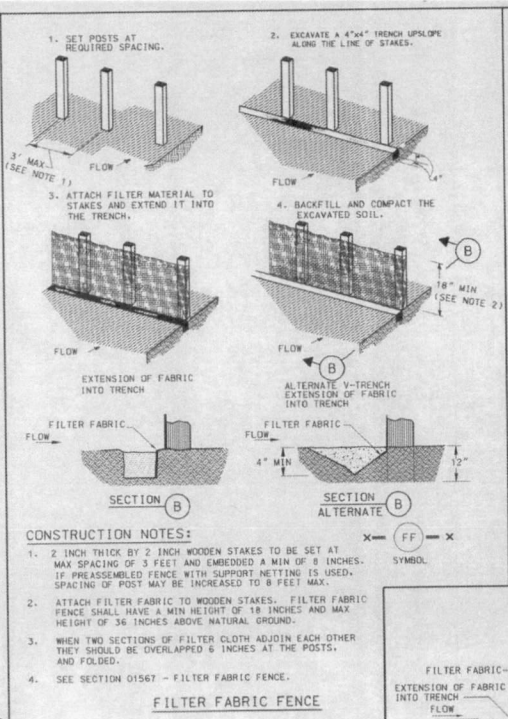 1. SET POSTS AT
REQUIRED SPACING.
2. EXCAVATE A 4"x4" TRENCH UPSLOPE
ALONG THE LINE OF STAKES.
3' MAX
(SEE NOTE 1)
FLOW
FLOW
4"
3. ATTACH FILTER MATERIAL TO
STAKES AND EXTEND IT INTO
THE TRENCH.
4. BACKFILL AND COMPACT THE
EXCAVATED SOIL.
B
18" MIN
(SEE NOTE 2)
FLOW
FLOW
B
EXTENSION OF FABRIC
INTO TRENCH
ALTERNATE V-TRENCH
EXTENSION OF FABRIC
INTO TRENCH
FILTER FABRIC
FLOW
FILTER FABRIC
FLOW
4" MIN
12"
SECTION B
SECTION
ALTERNATE B
CONSTRUCTION NOTES:
X- FF -X
SYMBOL
1. 2 INCH THICK BY 2 INCH WOODEN STAKES TO BE SET AT
MAX SPACING OF 3 FEET AND EMBEDDED A MIN OF 8 INCHES.
IF PREASSEMBLED FENCE WITH SUPPORT NETTING IS USED,
SPACING OF POST MAY BE INCREASED TO 8 FEET MAX.
2. ATTACH FILTER FABRIC TO WOODEN STAKES. FILTER FABRIC
FENCE SHALL HAVE A MIN HEIGHT OF 18 INCHES AND MAX
HEIGHT OF 36 INCHES ABOVE NATURAL GROUND.
3. WHEN TWO SECTIONS OF FILTER CLOTH ADJOIN EACH OTHER
THEY SHOULD BE OVERLAPPED 6 INCHES AT THE POSTS,
AND FOLDED.
4. SEE SECTION 01567 - FILTER FABRIC FENCE.
FILTER FABRIC FENCE
FILTER FABRIC
EXTENSION OF FABRIC
INTO TRENCH
FLOW